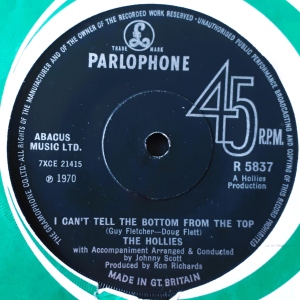 THE GRAMOPHONE CO. LTD. ALL RIGHTS OF THE MANUFACTURER AND OF THE OWNER OF THE RECORDED WORK RESERVED · UNAUTHORISED PUBLIC PERFORMANCE BROADCASTING AND COPYING OF THIS RECORD PROHIBITED
TRADE MARK
PARLOPHONE
45
R.P.M.
ABACUS
MUSIC LTD.
7XCE 21415
℗ 1970
R 5837
A Hollies
Production
I CAN'T TELL THE BOTTOM FROM THE TOP
(Guy Fletcher—Doug Flett)
THE HOLLIES
with Accompaniment Arranged & Conducted
by Johnny Scott
Produced by Ron Richards
MADE IN GT. BRITAIN